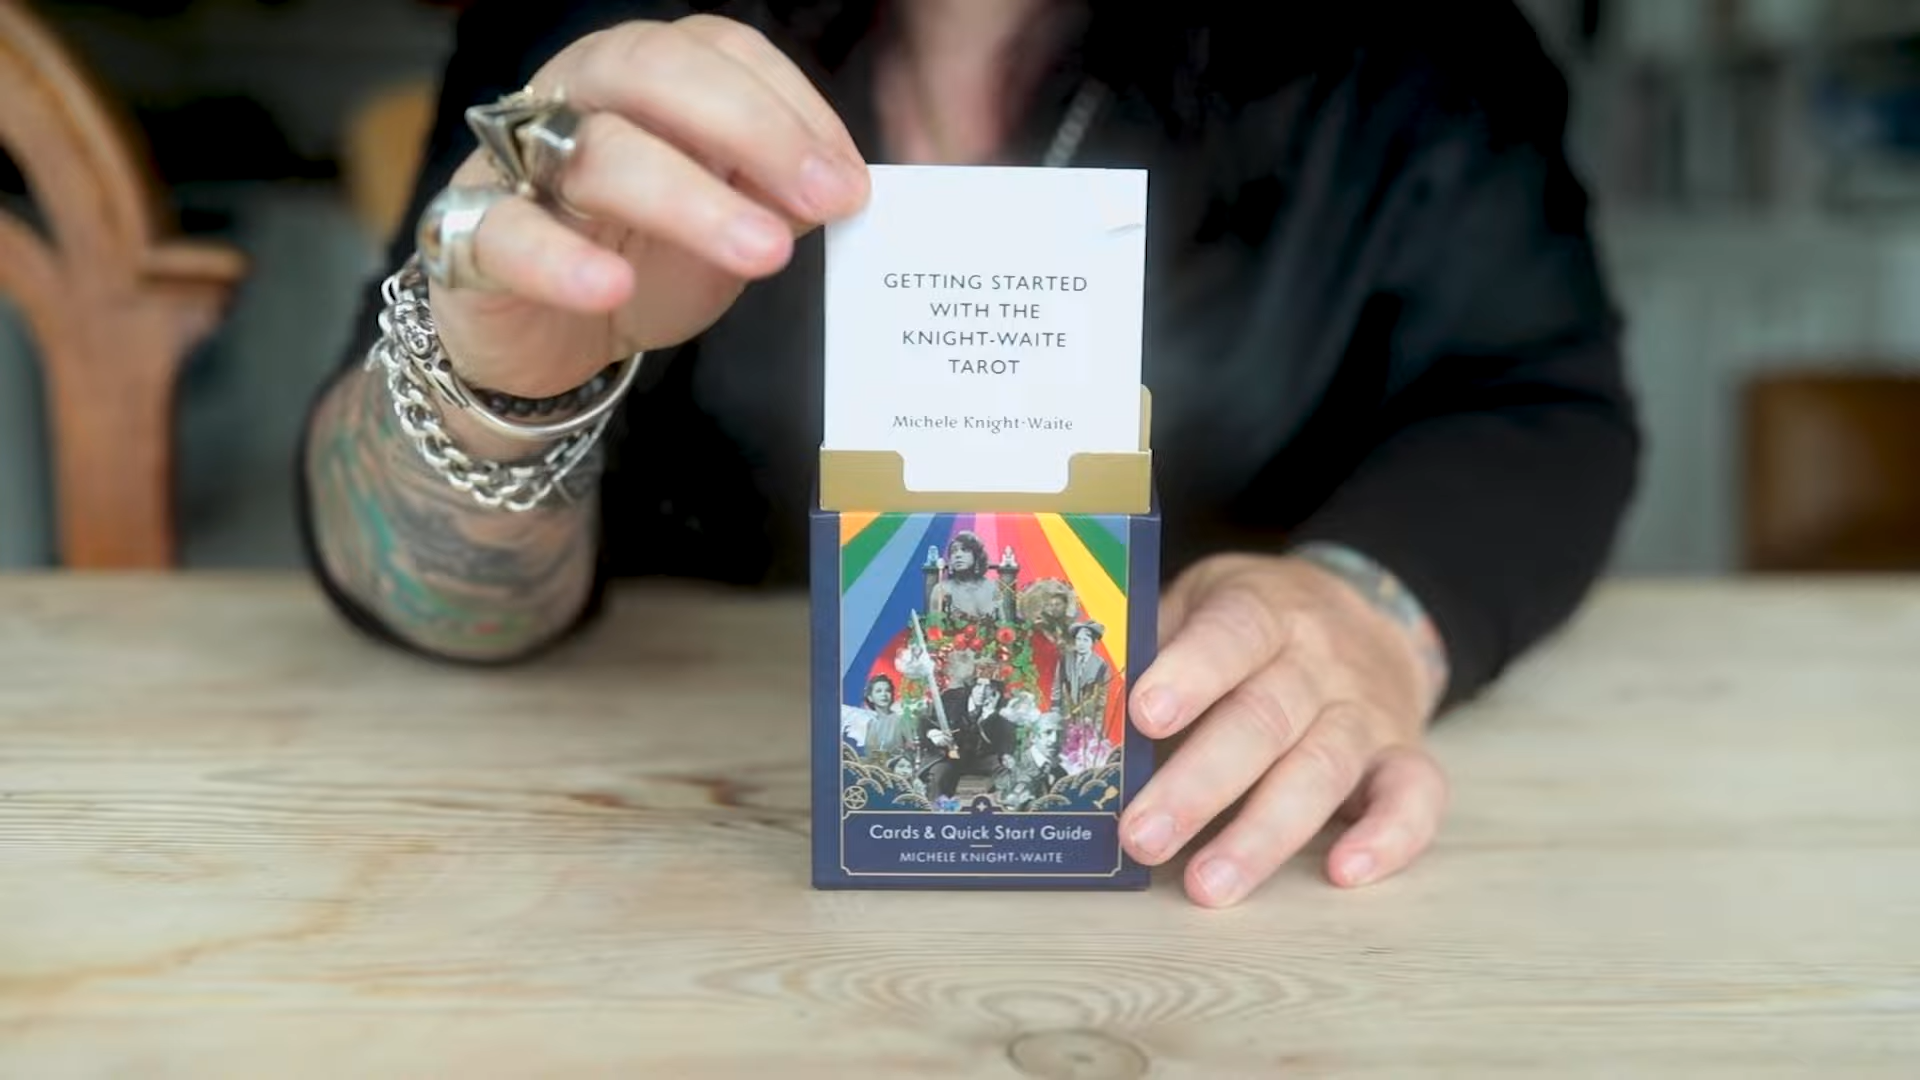 GETTING STARTED
WITH THE
KNIGHT-WAITE
TAROT
Michele Knight-Waite
Cards & Quick Start Guide
MICHELE KNIGHT-WAITE